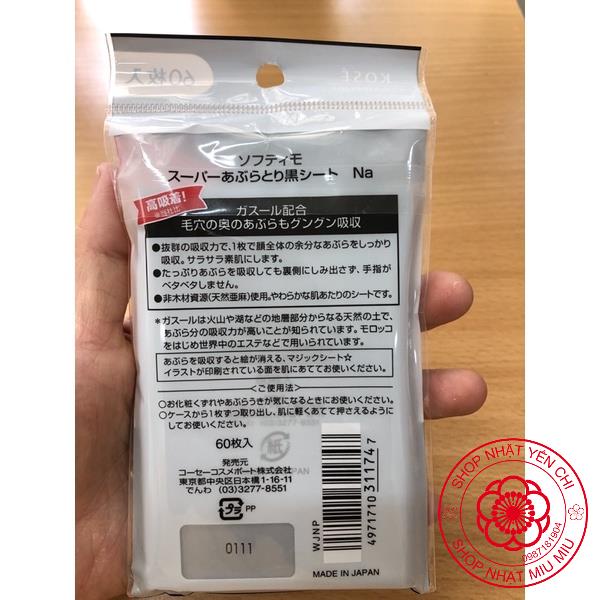 60枚入
KOSÉ
ソフティモ
スーパーあぶらとり黒シート Na
高吸着!
※当社比
ガスール配合
毛穴の奥のあぶらもグングン吸収
●抜群の吸収力で、1枚で顔全体の余分なあぶらをしっかり
吸収。サラサラ素肌にします。
●たっぷりあぶらを吸収しても裏側にしみ出さず、手指が
ベタベタしません。
●非木材資源(天然亜麻)使用。やわらかな肌あたりのシートです。
*ガスールは火山や湖などの地層部分からなる天然の土で、
あぶら分の吸収力が高いことが知られています。モロッコ
をはじめ世界中のエステなどで用いられています。
あぶらを吸収すると絵が消える、マジックシート☆
イラストが印刷されている面を肌にあててお使いください。
<ご使用法>
○お化粧くずれやあぶらうきが気になるときにお使いください。
○ケースから1枚ずつ取り出し、肌に軽くあてて押さえるように
してお使いください。
60枚入
紙
発売元
コーセーコスメポート株式会社
東京都中央区日本橋1-16-11
でんわ (03)3277-8551
プラ
PP
0111
WJNP
4971710311747
MADE IN JAPAN
SHOP NHẬT YẾN CHI
0987181904
SHOP NHẬT MIU MIU